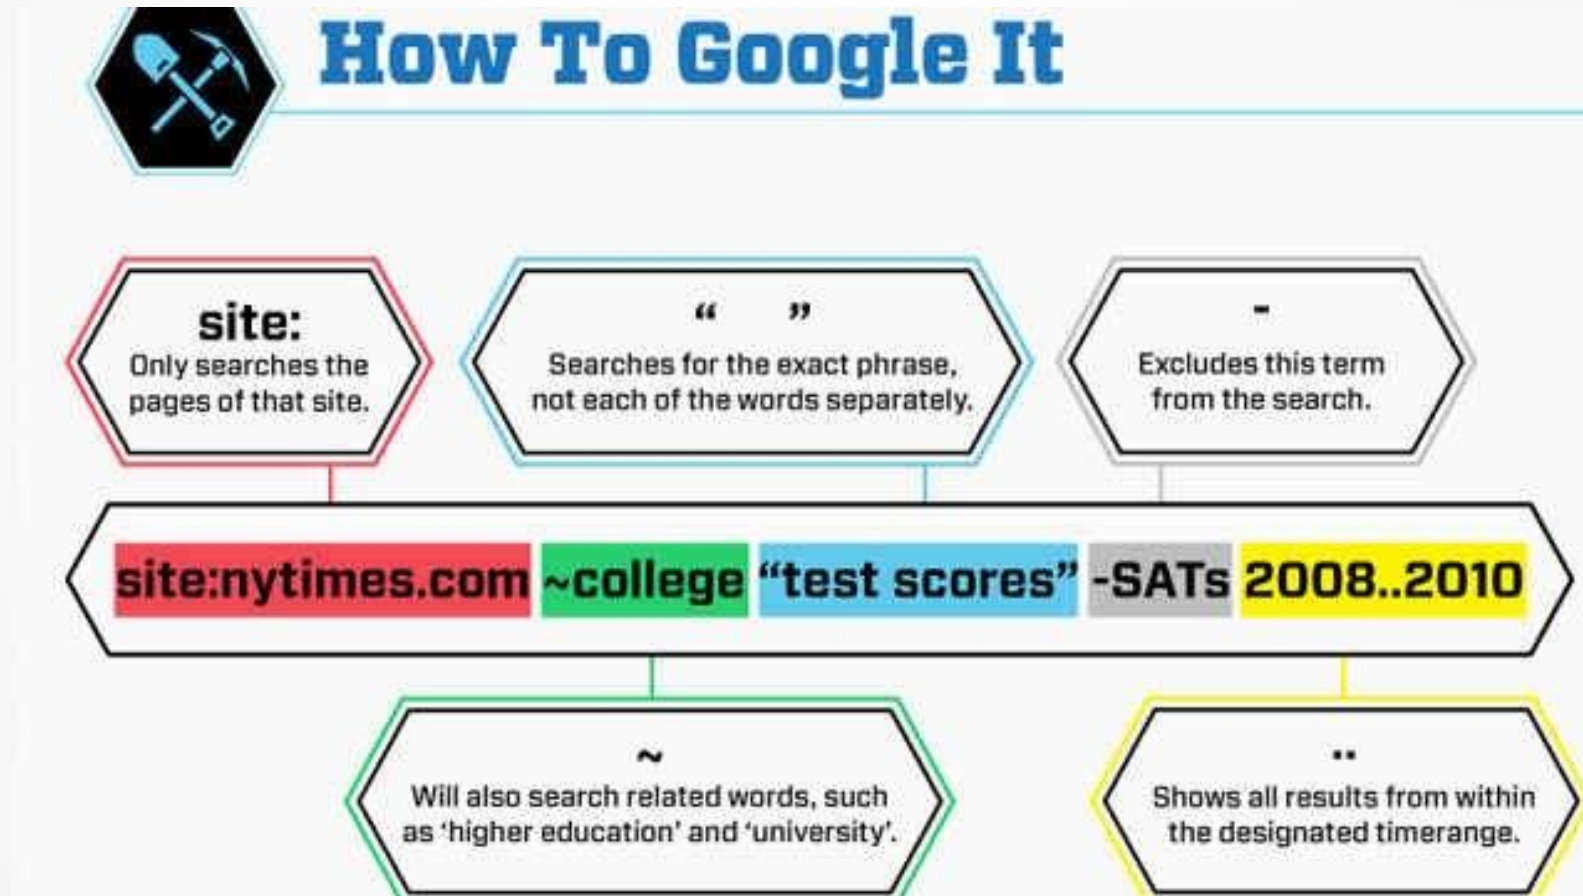 How To Google It
site:
Only searches the
pages of that site.
“ ”
Searches for the exact phrase,
not each of the words separately.
-
Excludes this term
from the search.
site:nytimes.com ~college “test scores” -SATs 2008..2010
~
Will also search related words, such
as ‘higher education’ and ‘university’.
..
Shows all results from within
the designated timerange.